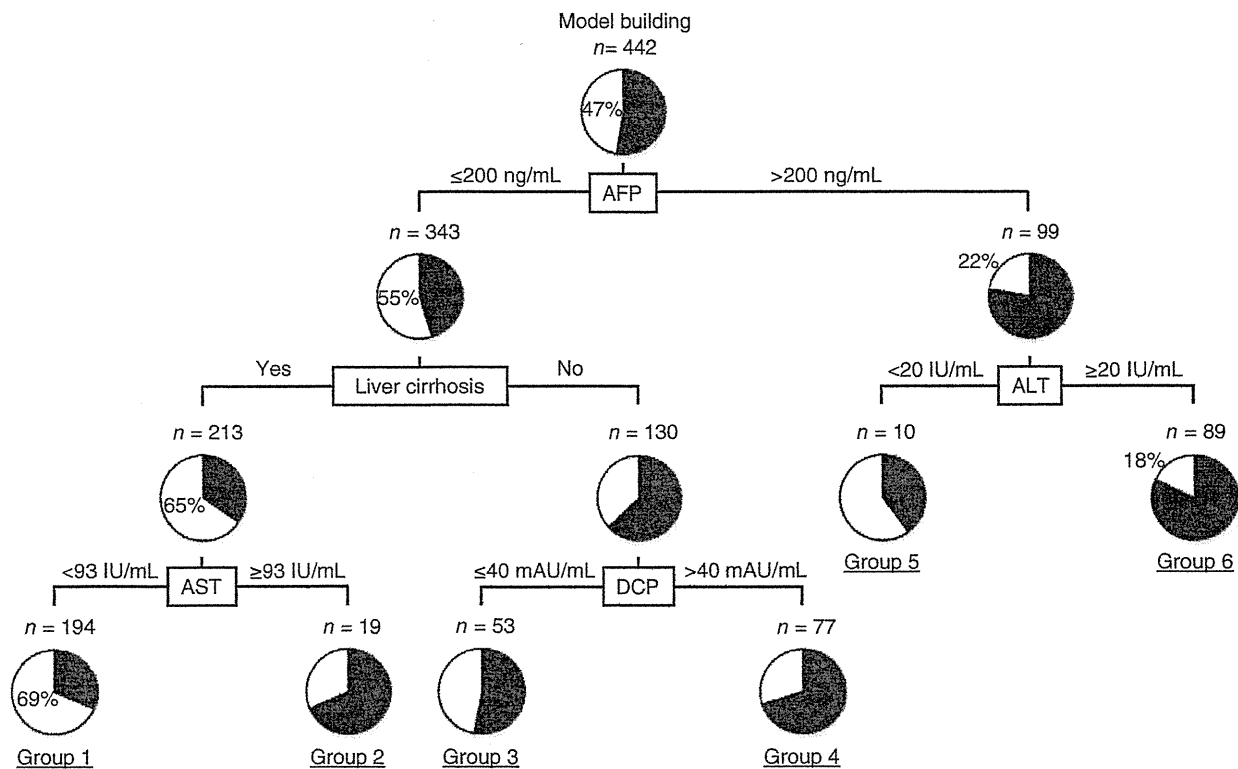 Model building
n= 442
47%
≤200 ng/mL
AFP
>200 ng/mL
n = 343
n = 99
55%
22%
Yes
Liver cirrhosis
No
<20 IU/mL
ALT
≥20 IU/mL
n = 213
n = 130
n = 10
n = 89
65%
18%
Group 5
Group 6
<93 IU/mL
AST
≥93 IU/mL
≤40 mAU/mL
DCP
>40 mAU/mL
n = 194
n = 19
n = 53
n = 77
69%
Group 1
Group 2
Group 3
Group 4